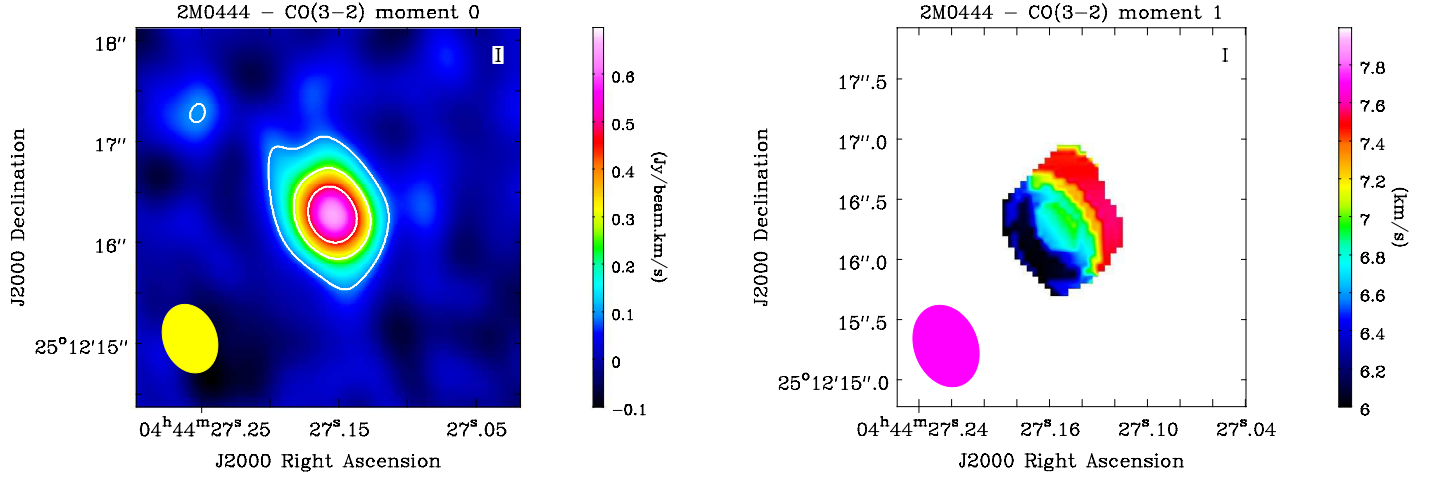 2M0444 − CO(3−2) moment 0
I
18''
17''
16''
25°12'15''
J2000 Declination
04ʰ44ᵐ27ˢ.25
27ˢ.15
27ˢ.05
J2000 Right Ascension
0.6
0.5
0.4
0.3
0.2
0.1
0
−0.1
(Jy/beam.km/s)
2M0444 − CO(3−2) moment 1
I
17''.5
17''.0
16''.5
16''.0
15''.5
25°12'15''.0
J2000 Declination
04ʰ44ᵐ27ˢ.24
27ˢ.16
27ˢ.10
27ˢ.04
J2000 Right Ascension
7.8
7.6
7.4
7.2
7
6.8
6.6
6.4
6.2
6
(km/s)